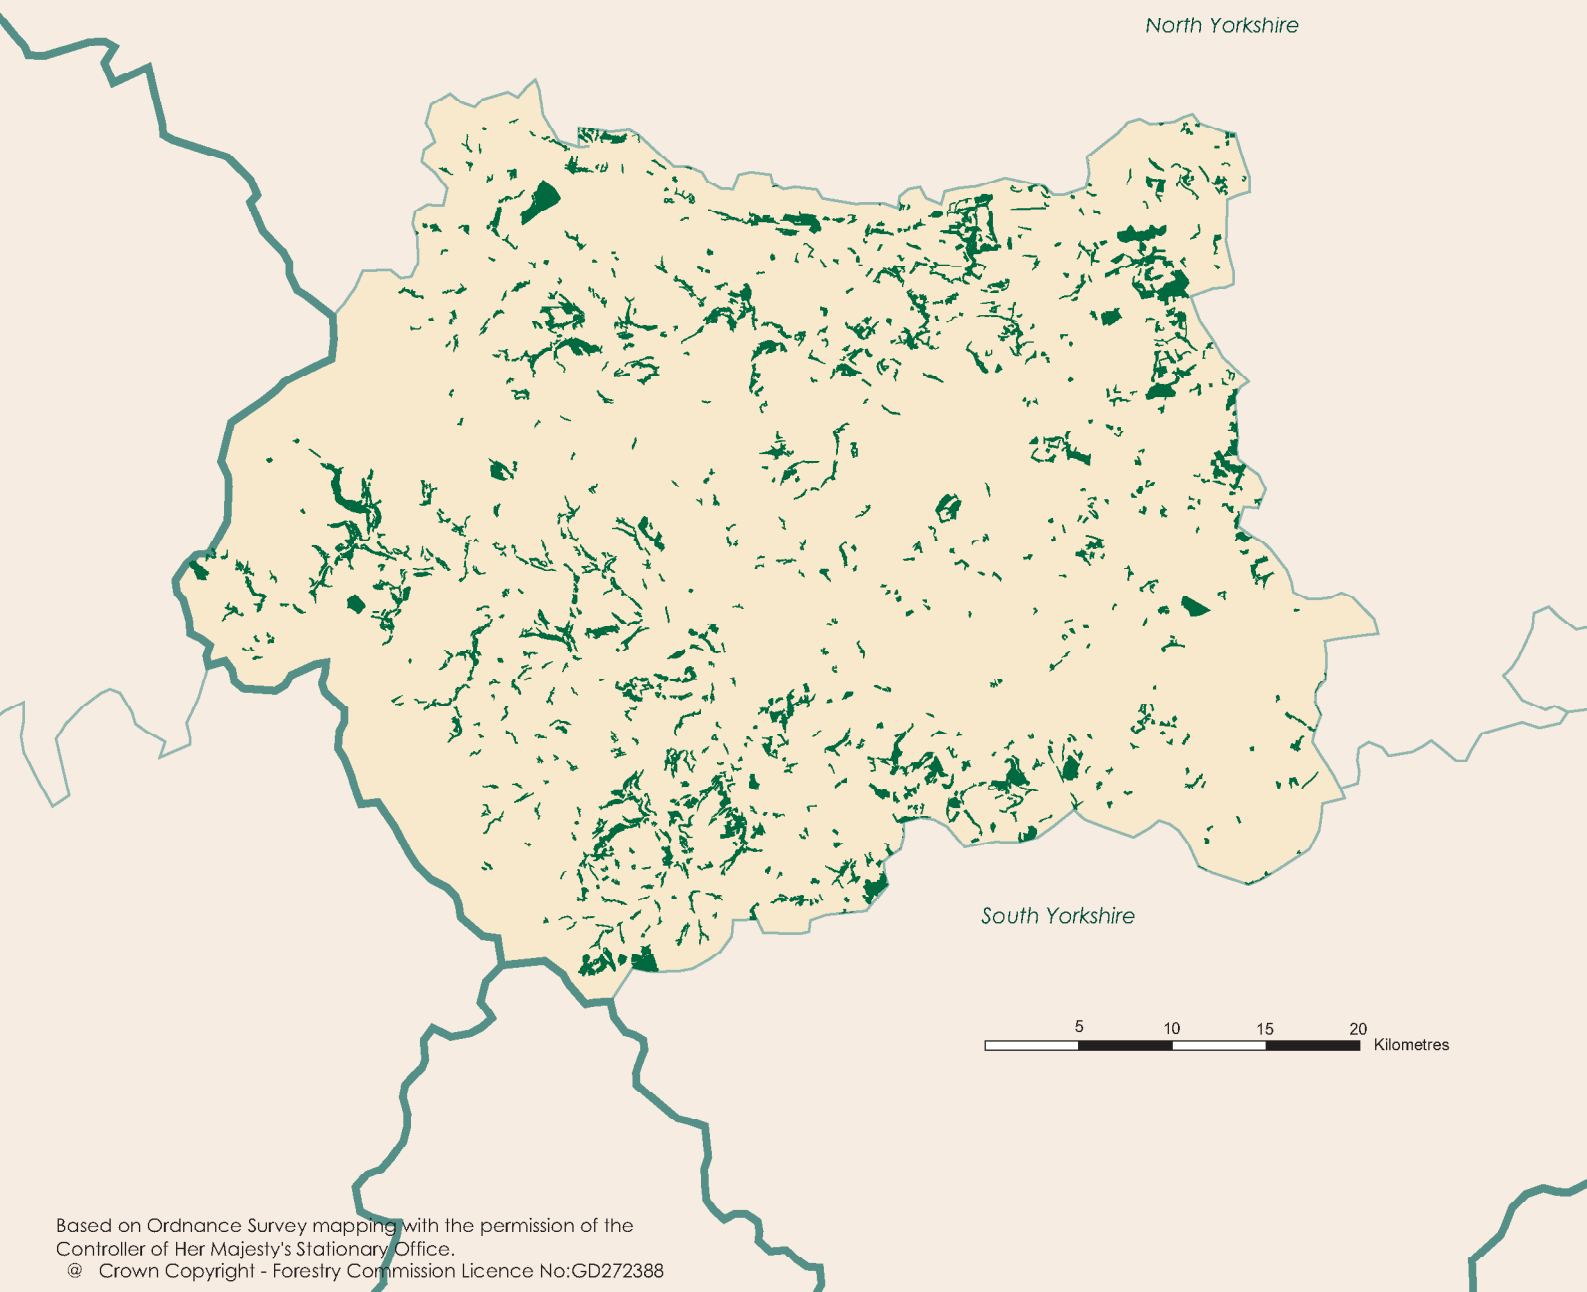 North Yorkshire
South Yorkshire
5 10 15 20
Kilometres
Based on Ordnance Survey mapping with the permission of the
Controller of Her Majesty's Stationary Office.
@ Crown Copyright - Forestry Commission Licence No:GD272388